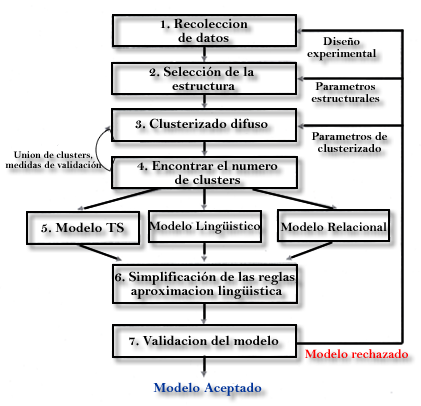 1. Recoleccion
de datos
Diseño
experimental
2. Selección de la
estructura
Parametros
estructurales
3. Clusterizado difuso
Parametros de
clusterizado
Union de clusters,
medidas de validación
4. Encontrar el numero
de clusters
5. Modelo TS
Modelo Lingüistico
Modelo Relacional
6. Simplificación de las reglas
aproximacion lingüistica
7. Validacion del modelo
Modelo rechazado
Modelo Aceptado